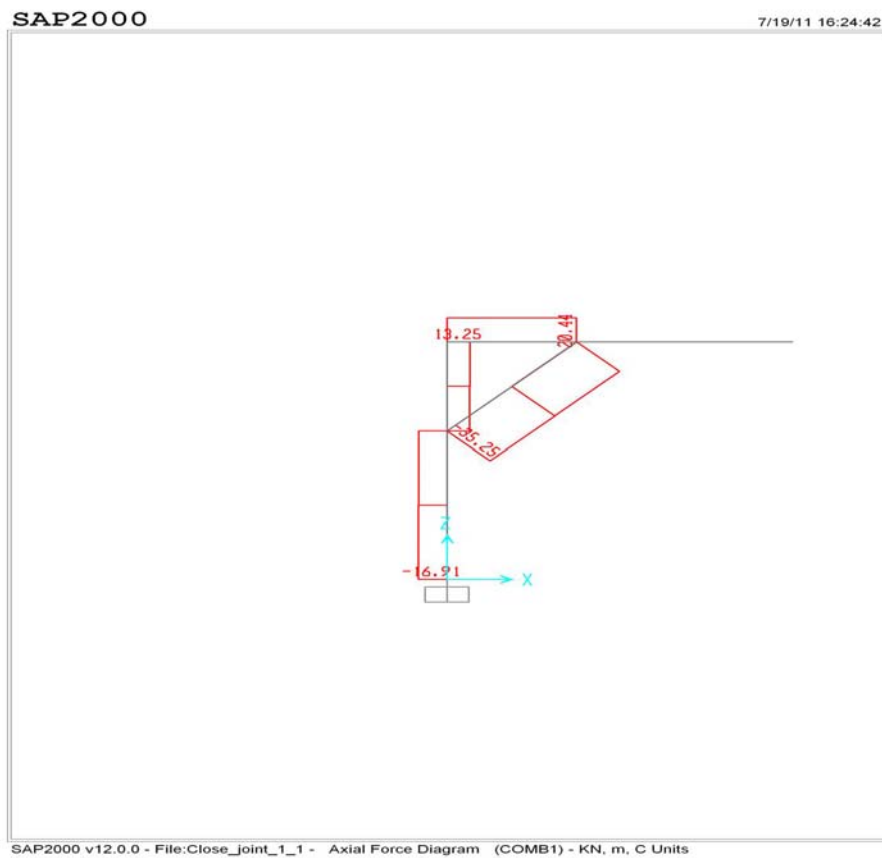 SAP2000
7/19/11 16:24:42
20.44
13.25
-35.25
Z
-16.91
X
SAP2000 v12.0.0 - File:Close_joint_1_1 - Axial Force Diagram (COMB1) - KN, m, C Units